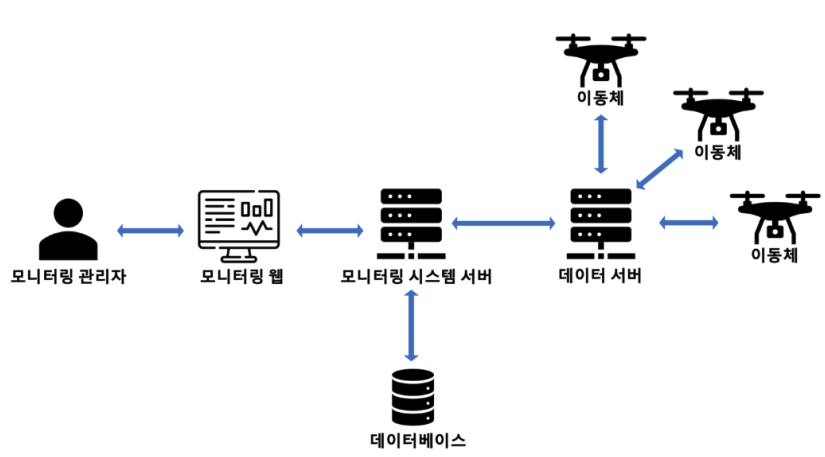 이동체
이동체
이동체
모니터링 관리자
모니터링 웹
모니터링 시스템 서버
데이터 서버
데이터베이스